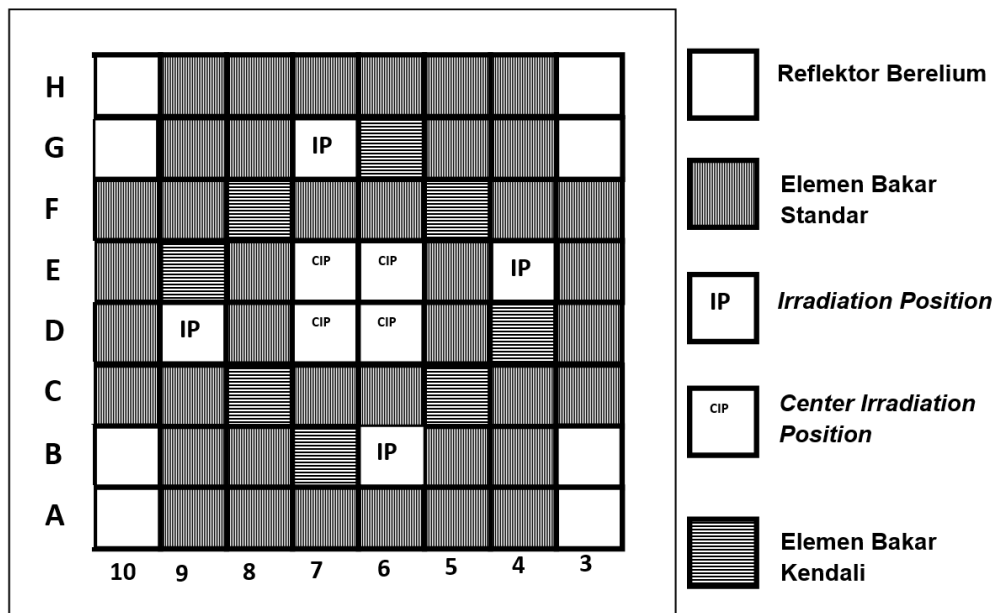 H
G IP
F
E CIP CIP IP
D IP CIP CIP
C
B IP
A
10 9 8 7 6 5 4 3
Reflektor Berelium
Elemen Bakar
Standar
IP Irradiation Position
CIP Center Irradiation
Position
Elemen Bakar
Kendali